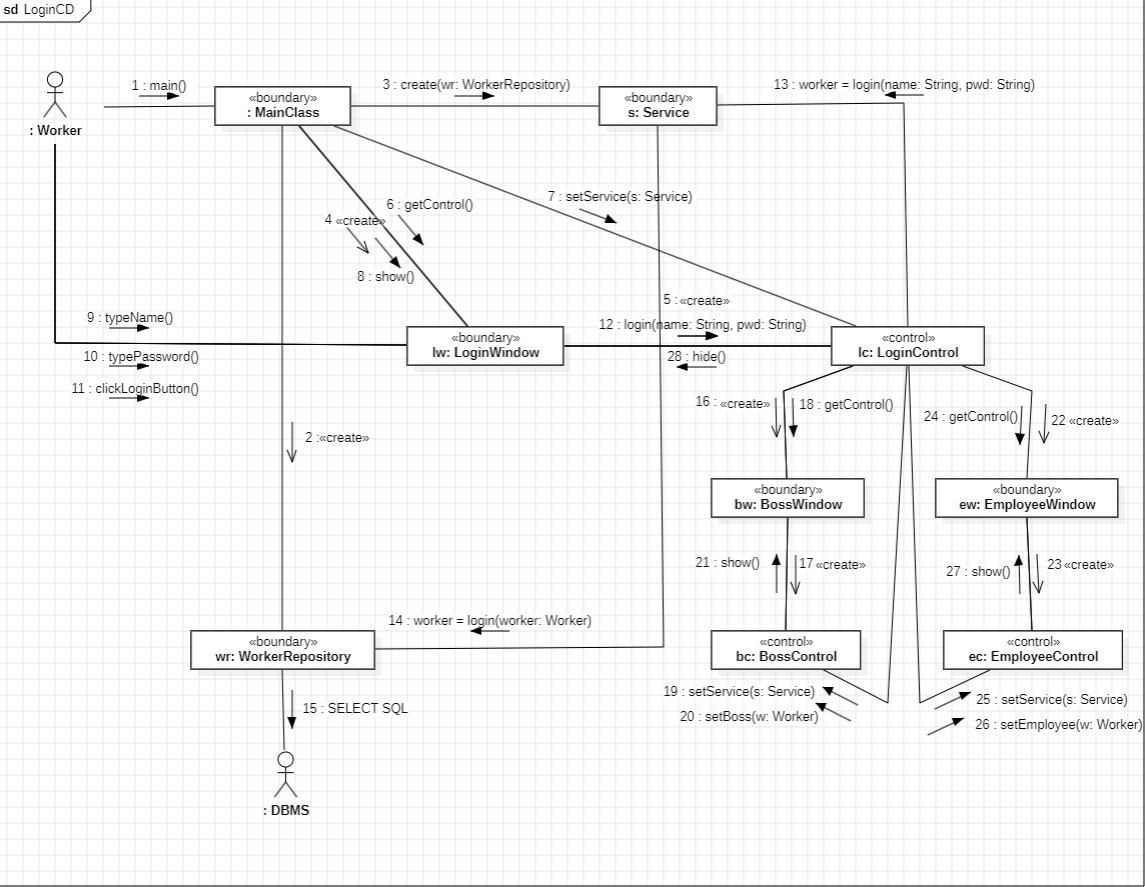 sd LoginCD
1 : main()
3 : create(wr: WorkerRepository)
13 : worker = login(name: String, pwd: String)
: Worker
«boundary»
: MainClass
«boundary»
s: Service
6 : getControl()
7 : setService(s: Service)
4 «create»
8 : show()
5 : «create»
9 : typeName()
12 : login(name: String, pwd: String)
«boundary»
lw: LoginWindow
«control»
lc: LoginControl
10 : typePassword()
28 : hide()
11 : clickLoginButton()
16 : «create»
18 : getControl()
24 : getControl()
22 «create»
2 :«create»
«boundary»
bw: BossWindow
«boundary»
ew: EmployeeWindow
21 : show()
17 «create»
27 : show()
23 «create»
14 : worker = login(worker: Worker)
«boundary»
wr: WorkerRepository
«control»
bc: BossControl
«control»
ec: EmployeeControl
19 : setService(s: Service)
25 : setService(s: Service)
15 : SELECT SQL
20 : setBoss(w: Worker)
26 : setEmployee(w: Worker)
: DBMS